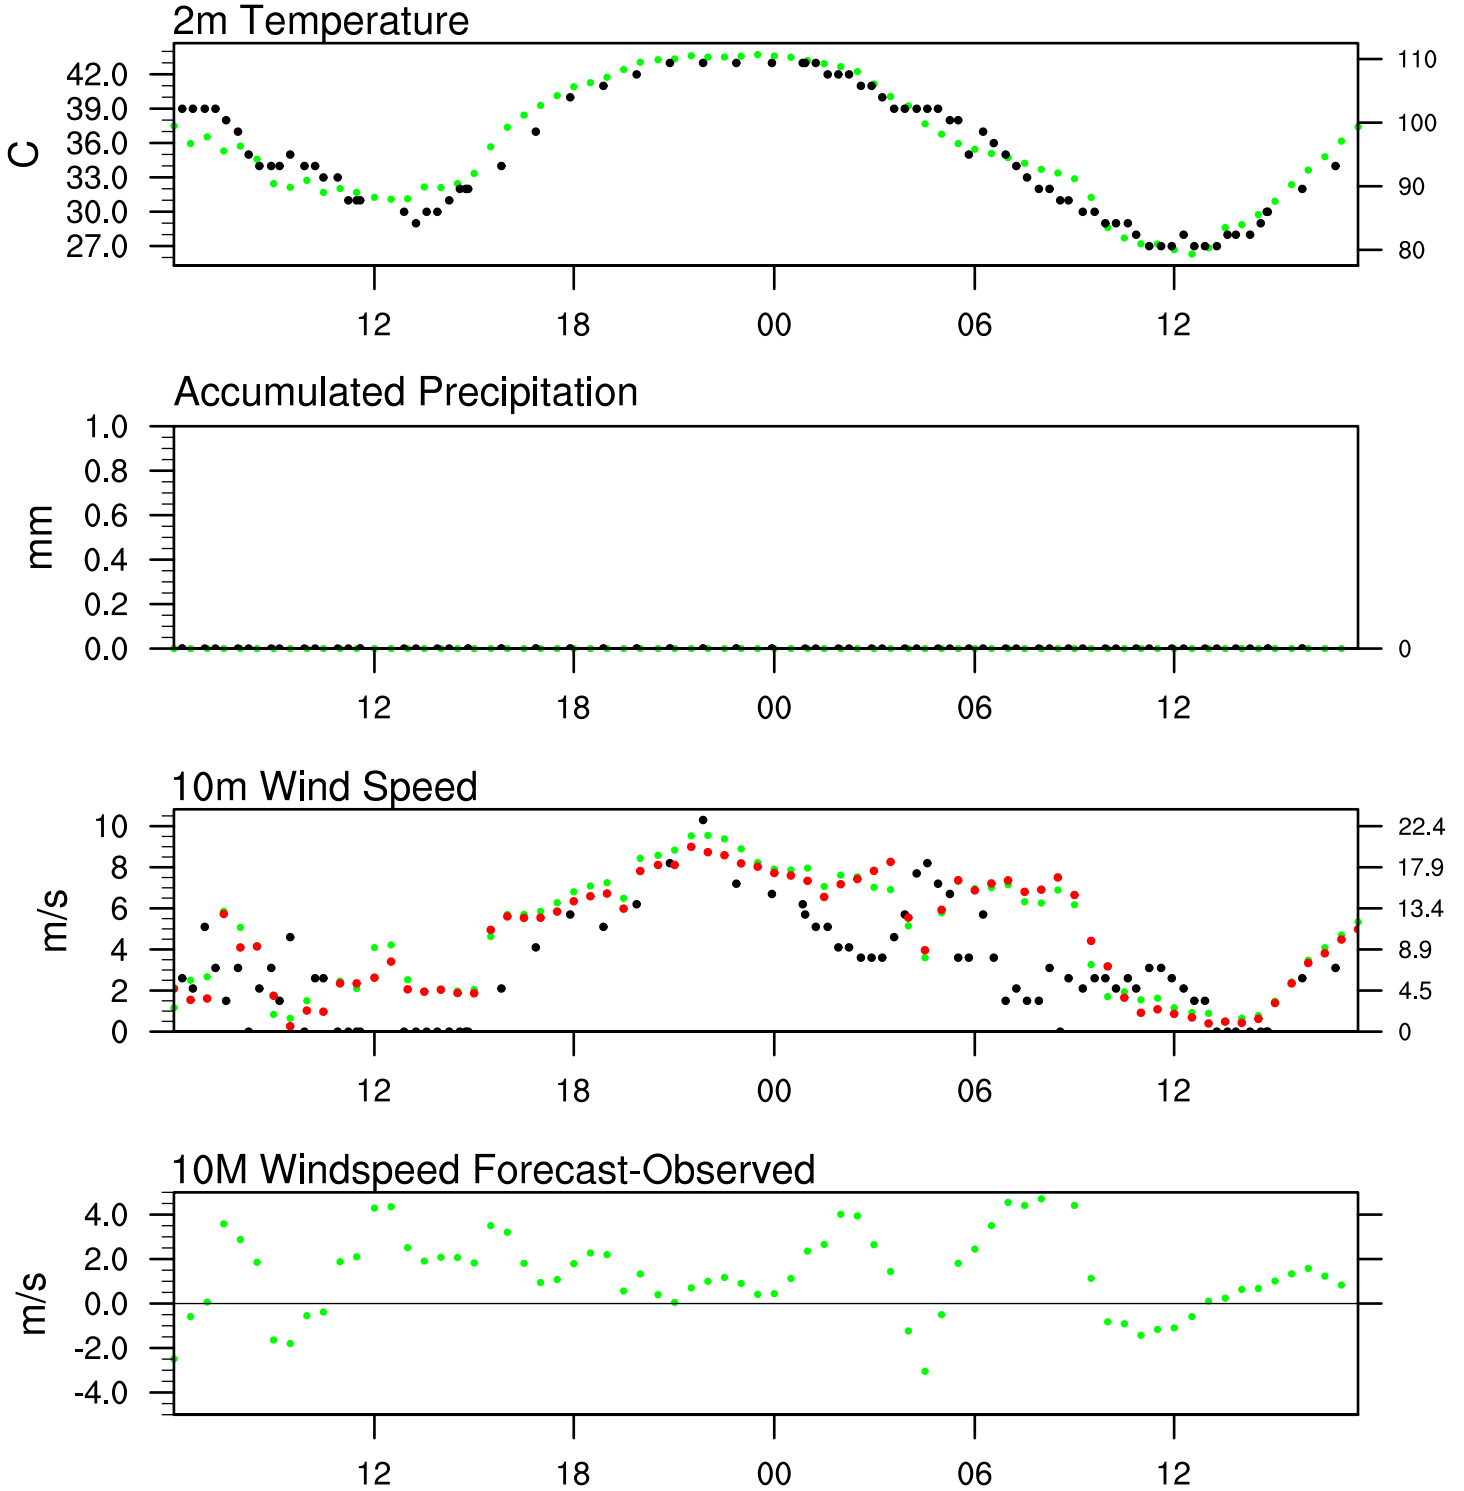 2m Temperature
42.0
39.0
36.0
33.0
30.0
27.0
C
110
100
90
80
12 18 00 06 12
Accumulated Precipitation
1.0
0.8
0.6
0.4
0.2
0.0
mm
0
12 18 00 06 12
10m Wind Speed
10
8
6
4
2
0
m/s
22.4
17.9
13.4
8.9
4.5
0
12 18 00 06 12
10M Windspeed Forecast-Observed
4.0
2.0
0.0
-2.0
-4.0
m/s
12 18 00 06 12